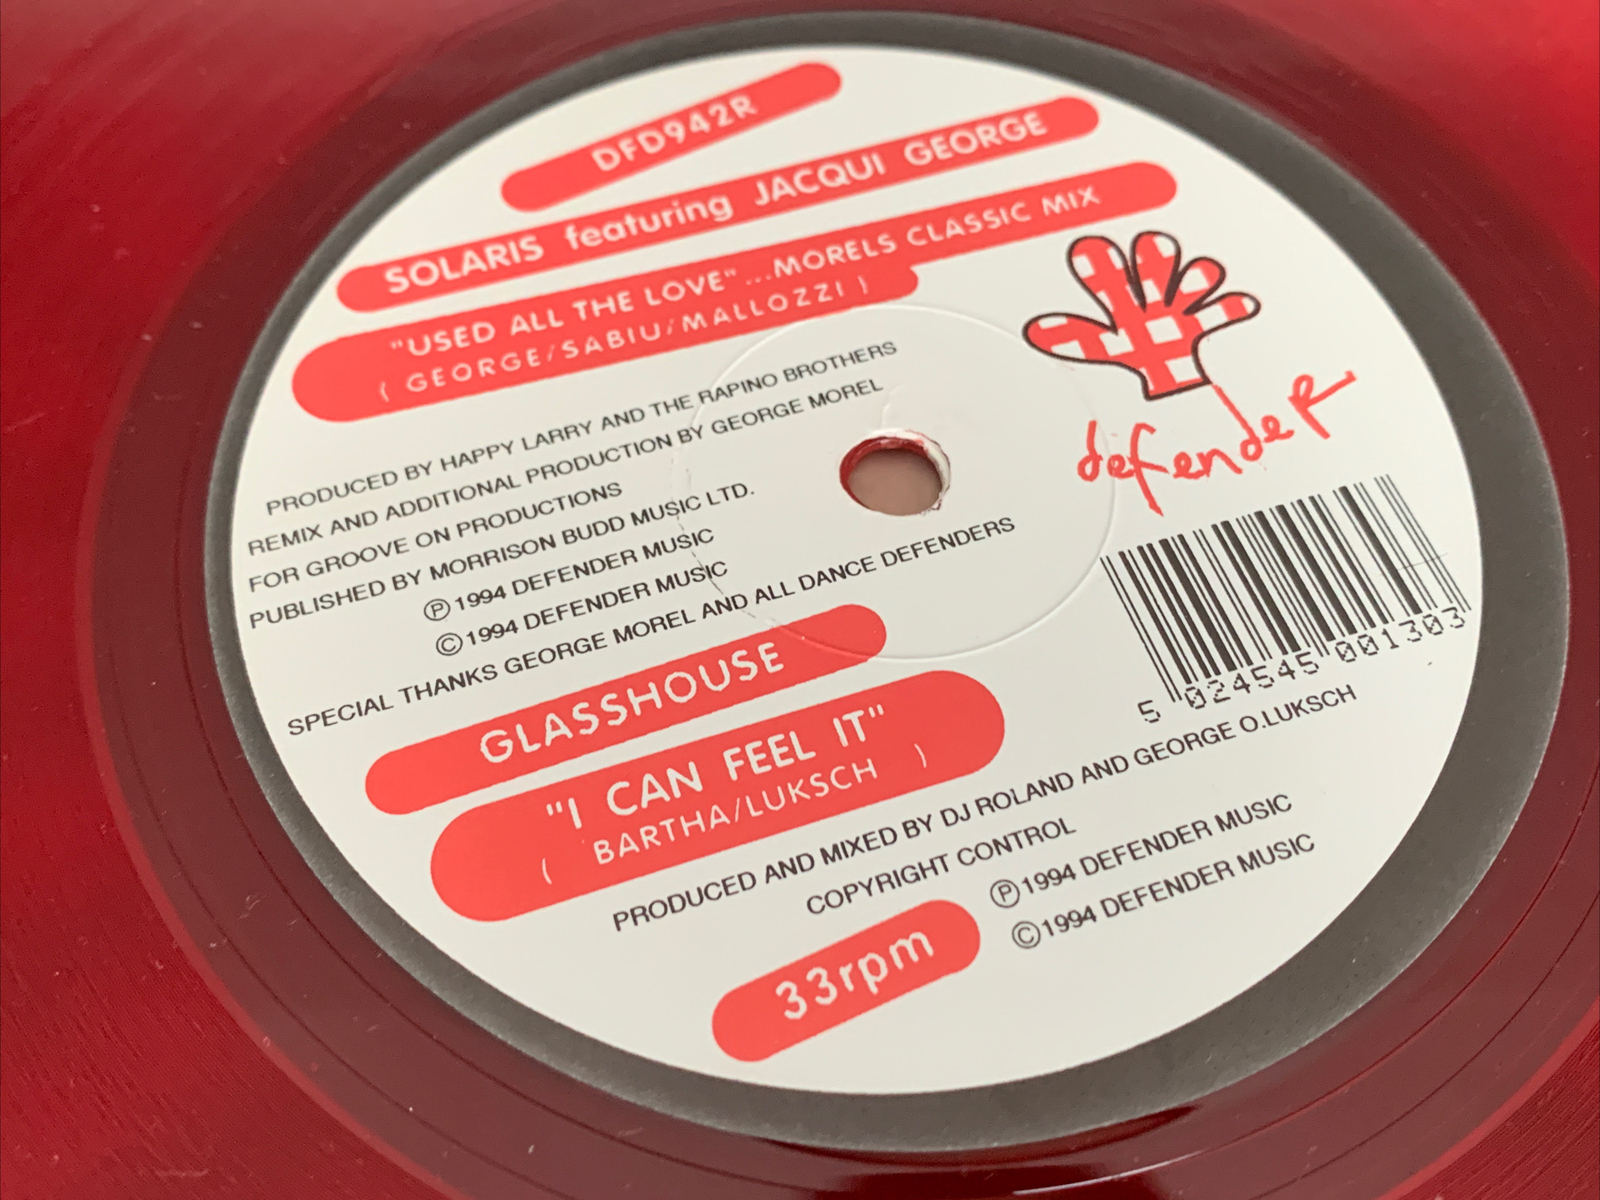 DFD942R
SOLARIS featuring JACQUI GEORGE
"USED ALL THE LOVE" ...MORELS CLASSIC MIX
( GEORGE/SABIU/MALLOZZI )
PRODUCED BY HAPPY LARRY AND THE RAPINO BROTHERS
REMIX AND ADDITIONAL PRODUCTION BY GEORGE MOREL
FOR GROOVE ON PRODUCTIONS
PUBLISHED BY MORRISON BUDD MUSIC LTD.
Ⓟ1994 DEFENDER MUSIC
©1994 DEFENDER MUSIC
SPECIAL THANKS GEORGE MOREL AND ALL DANCE DEFENDERS
defendeR
5 024545 001303
GLASSHOUSE
"I CAN FEEL IT"
( BARTHA/LUKSCH )
PRODUCED AND MIXED BY DJ ROLAND AND GEORGE O.LUKSCH
COPYRIGHT CONTROL
Ⓟ1994 DEFENDER MUSIC
©1994 DEFENDER MUSIC
33rpm